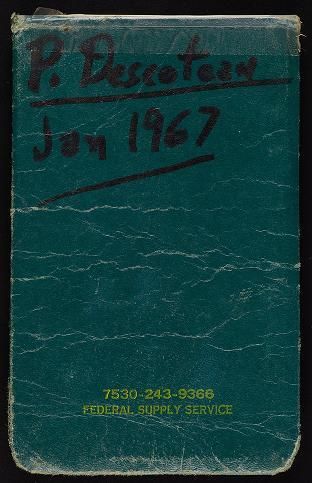 P. Descoteau
Jan 1967
7530-243-9366
FEDERAL SUPPLY SERVICE